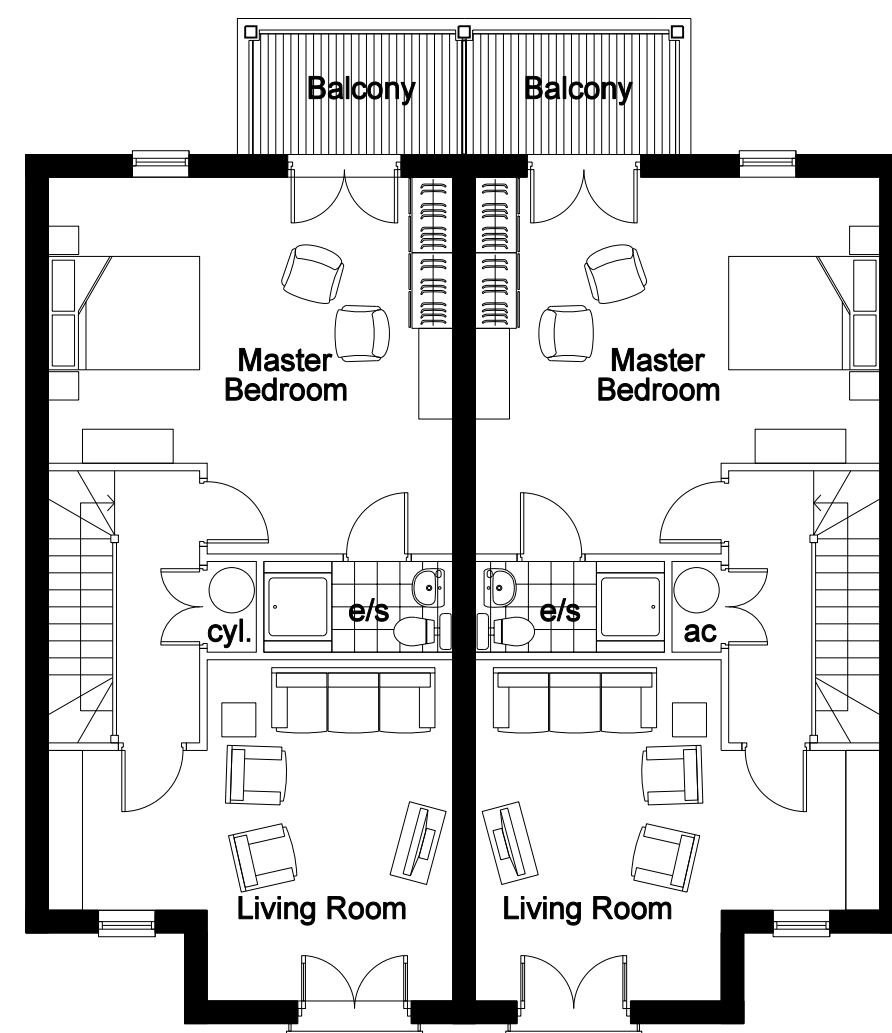 Balcony
Balcony
Master
Bedroom
Master
Bedroom
cyl.
e/s
e/s
ac
Living Room
Living Room